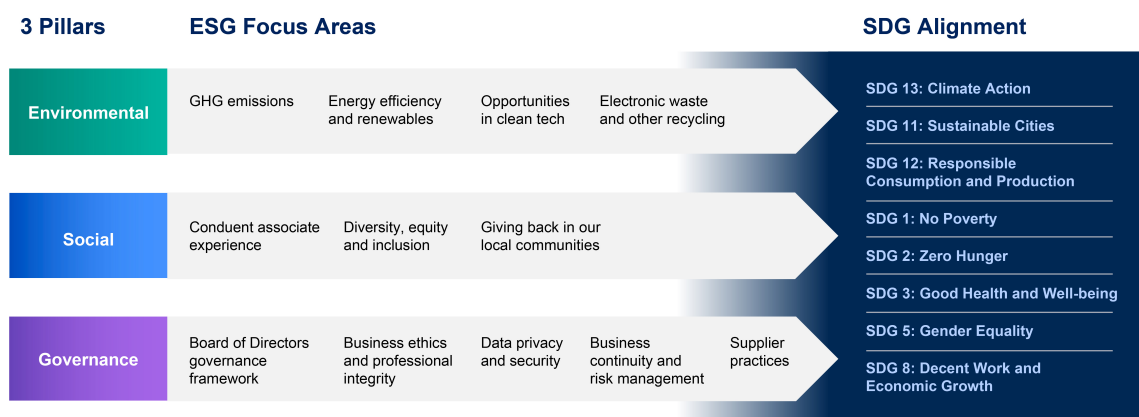 3 Pillars
ESG Focus Areas
SDG Alignment
Environmental
GHG emissions
Energy efficiency
and renewables
Opportunities
in clean tech
Electronic waste
and other recycling
Social
Conduent associate
experience
Diversity, equity
and inclusion
Giving back in our
local communities
Governance
Board of Directors
governance
framework
Business ethics
and professional
integrity
Data privacy
and security
Business
continuity and
risk management
Supplier
practices
SDG 13: Climate Action
SDG 11: Sustainable Cities
SDG 12: Responsible
Consumption and Production
SDG 1: No Poverty
SDG 2: Zero Hunger
SDG 3: Good Health and Well-being
SDG 5: Gender Equality
SDG 8: Decent Work and
Economic Growth